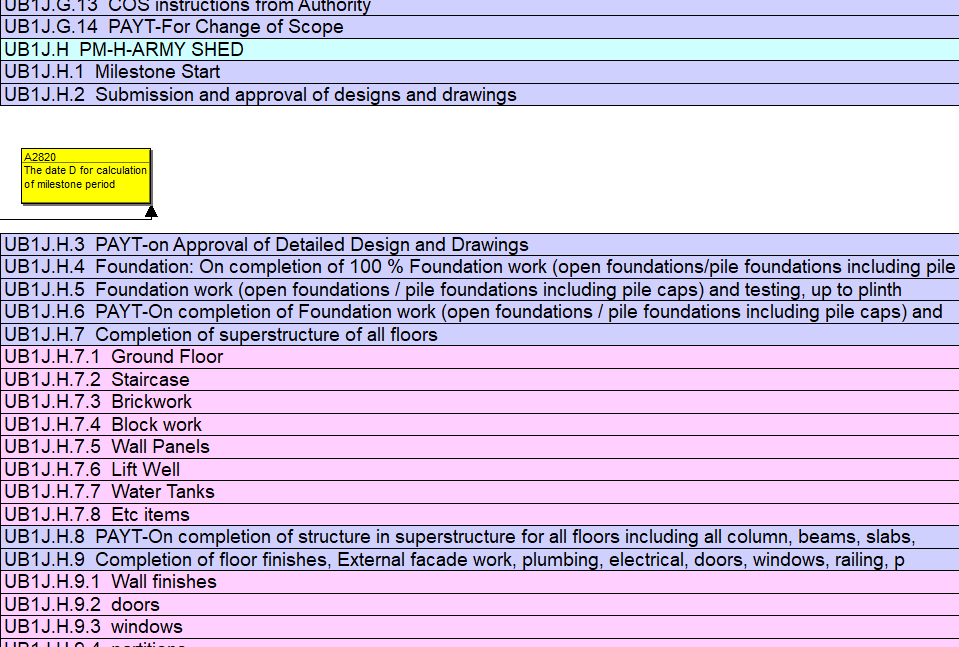 UB1J.G.13 COS instructions from Authority
UB1J.G.14 PAYT-For Change of Scope
UB1J.H PM-H-ARMY SHED
UB1J.H.1 Milestone Start
UB1J.H.2 Submission and approval of designs and drawings
A2820
The date D for calculation
of milestone period
UB1J.H.3 PAYT-on Approval of Detailed Design and Drawings
UB1J.H.4 Foundation: On completion of 100 % Foundation work (open foundations/pile foundations including pile
UB1J.H.5 Foundation work (open foundations / pile foundations including pile caps) and testing, up to plinth
UB1J.H.6 PAYT-On completion of Foundation work (open foundations / pile foundations including pile caps) and
UB1J.H.7 Completion of superstructure of all floors
UB1J.H.7.1 Ground Floor
UB1J.H.7.2 Staircase
UB1J.H.7.3 Brickwork
UB1J.H.7.4 Block work
UB1J.H.7.5 Wall Panels
UB1J.H.7.6 Lift Well
UB1J.H.7.7 Water Tanks
UB1J.H.7.8 Etc items
UB1J.H.8 PAYT-On completion of structure in superstructure for all floors including all column, beams, slabs,
UB1J.H.9 Completion of floor finishes, External facade work, plumbing, electrical, doors, windows, railing, p
UB1J.H.9.1 Wall finishes
UB1J.H.9.2 doors
UB1J.H.9.3 windows
UB1J.H.9.4 partitions